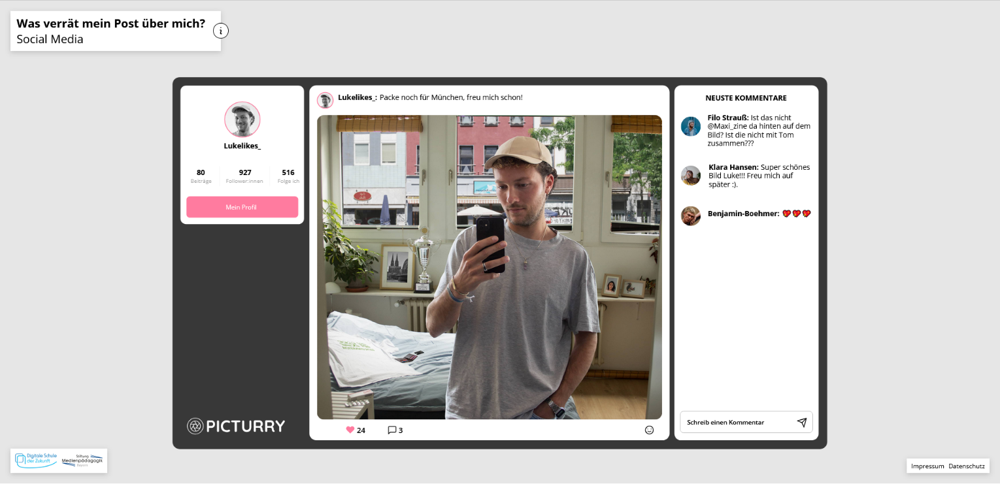 Was verrät mein Post über mich?
Social Media
i
Lukelikes_
80 927 516
Beiträge Follower:innen Folge ich
Mein Profil
PICTURRY
Lukelikes_: Packe noch für München, freu mich schon!
24 3
NEUSTE KOMMENTARE
Filo Strauß: Ist das nicht
@Maxi_zine da hinten auf dem
Bild? Ist die nicht mit Tom
zusammen???
Klara Hansen: Super schönes
Bild Luke!!! Freu mich auf
später :).
Benjamin-Boehmer: 💖💖💖
Schreib einen Kommentar
Digitale Schule
der Zukunft
Stiftung
Medienpädagogik
Bayern
Impressum Datenschutz